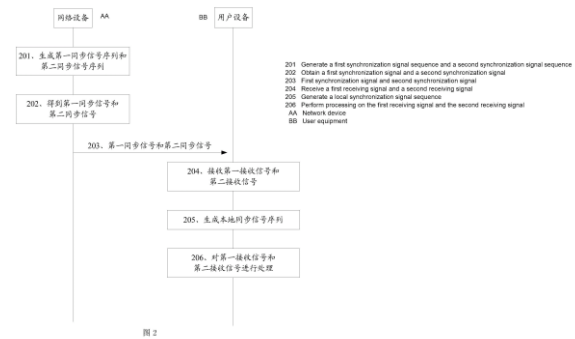 网络设备 AA
BB 用户设备
201、生成第一同步信号序列和
第二同步信号序列
202、得到第一同步信号和
第二同步信号
203、第一同步信号和第二同步信号
204、接收第一接收信号和
第二接收信号
205、生成本地同步信号序列
206、对第一接收信号和
第二接收信号进行处理
图2
201 Generate a first synchronization signal sequence and a second synchronization signal sequence
202 Obtain a first synchronization signal and a second synchronization signal
203 First synchronization signal and second synchronization signal
204 Receive a first receiving signal and a second receiving signal
205 Generate a local synchronization signal sequence
206 Perform processing on the first receiving signal and the second receiving signal
AA Network device
BB User equipment